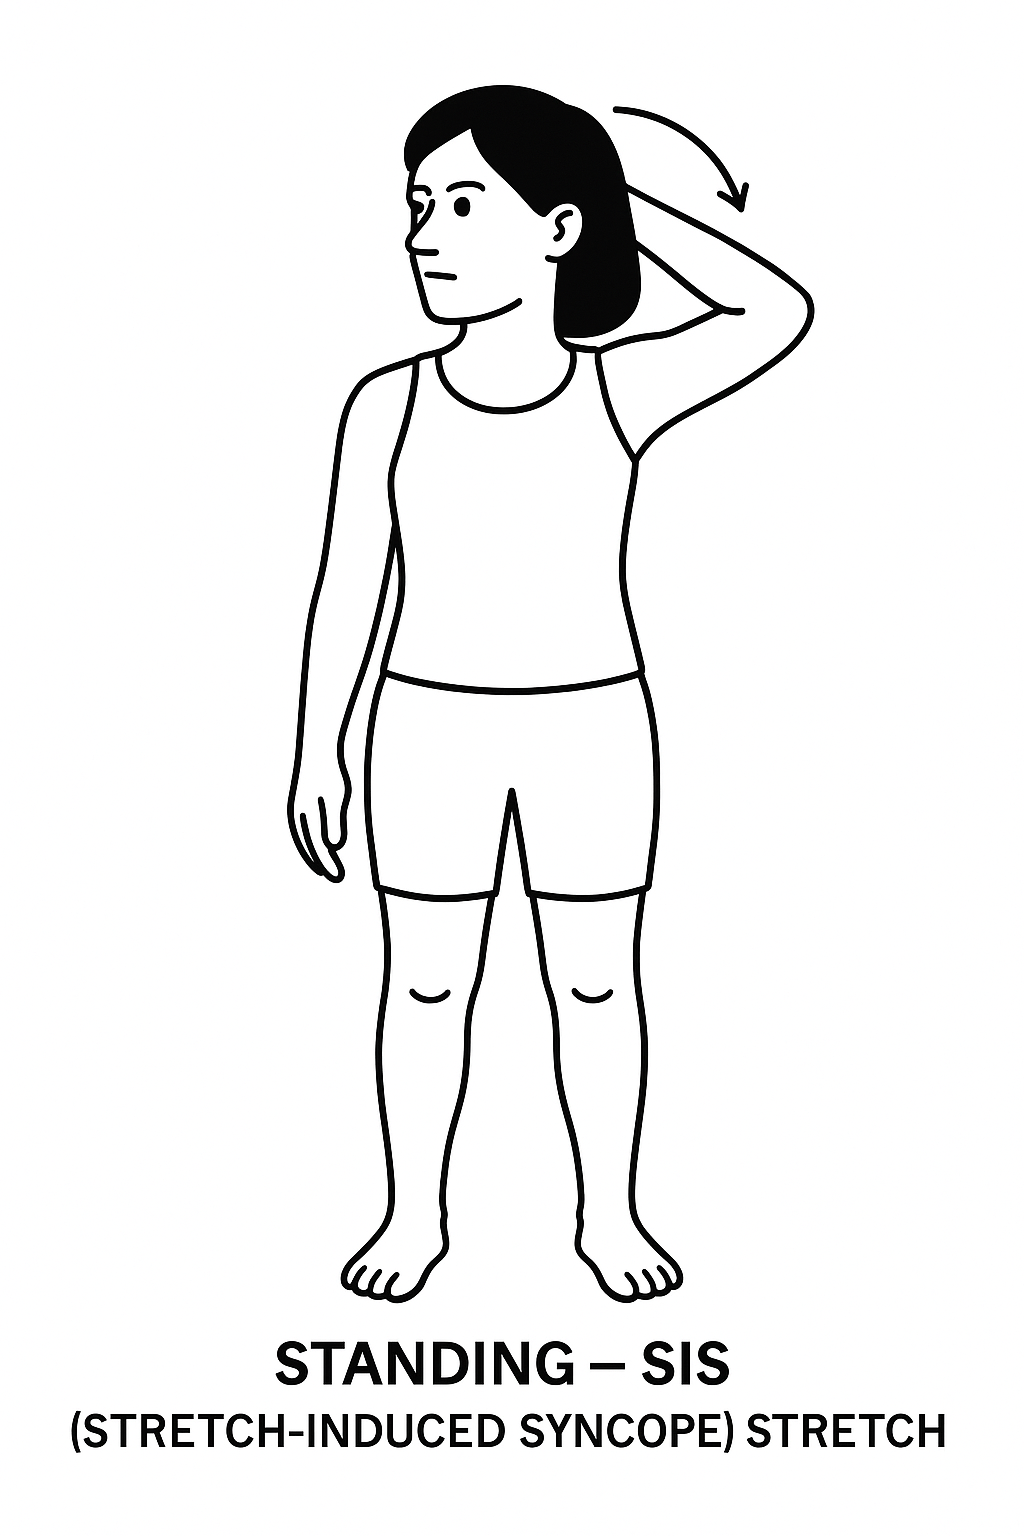 STANDING – SIS
(STRETCH-INDUCED SYNCOPE) STRETCH